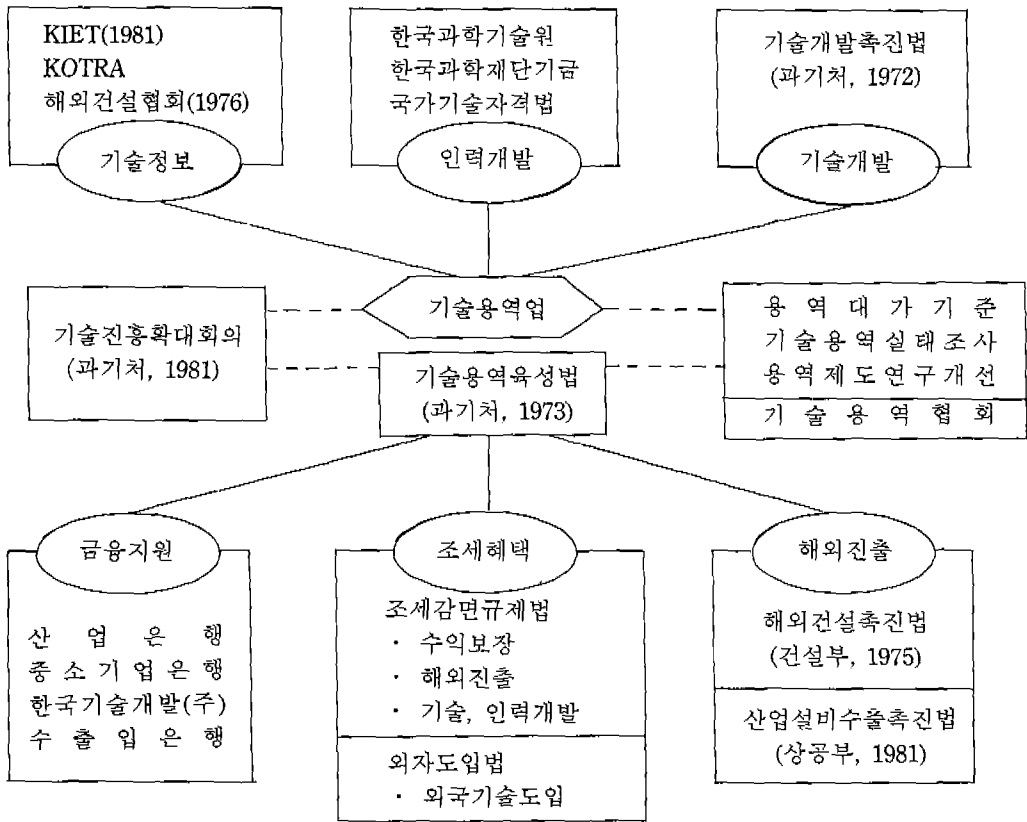 KIET(1981)
KOTRA
해외건설협회(1976)
기술정보
한국과학기술원
한국과학재단기금
국가기술자격법
인력개발
기술개발촉진법
(과기처, 1972)
기술개발
기술용역업
기술진흥확대회의
(과기처, 1981)
기술용역육성법
(과기처, 1973)
용역대가기준
기술용역실태조사
용역제도연구개선
기술용역협회
금융지원
산업은행
중소기업은행
한국기술개발(주)
수출입은행
조세혜택
조세감면규제법
· 수익보장
· 해외진출
· 기술, 인력개발
외자도입법
· 외국기술도입
해외진출
해외건설촉진법
(건설부, 1975)
산업설비수출촉진법
(상공부, 1981)